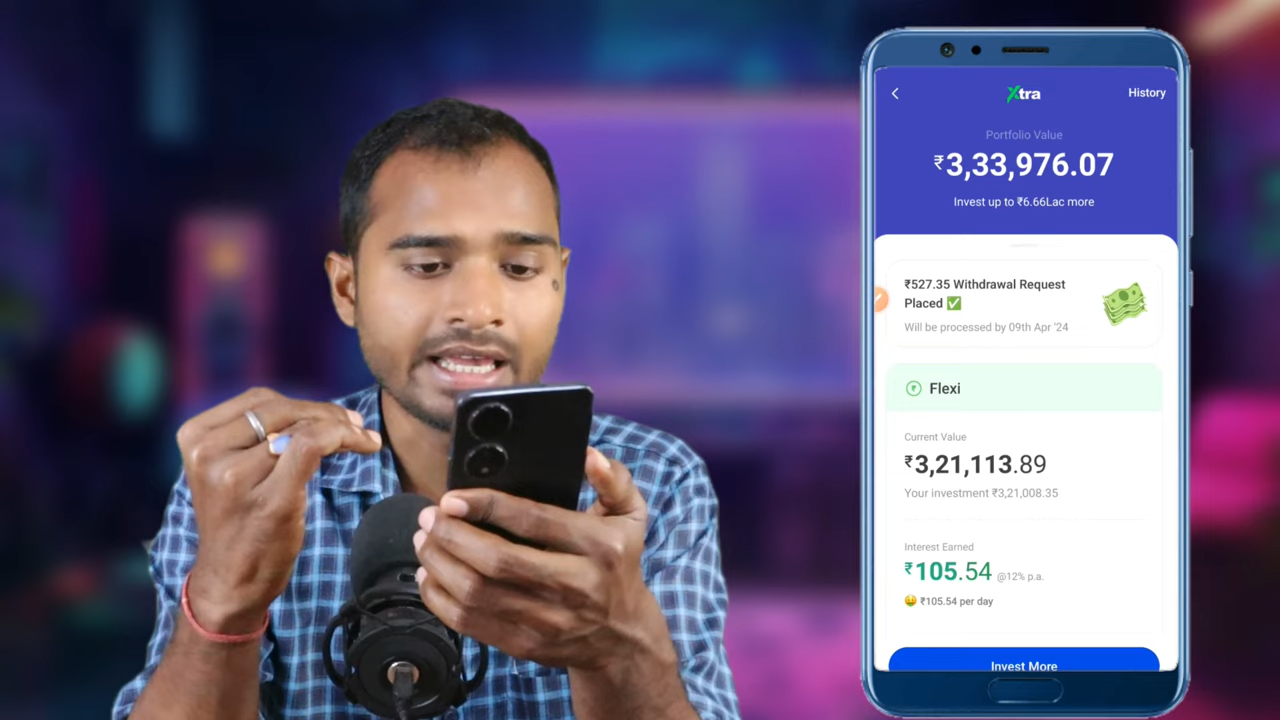 Xtra
History
Portfolio Value
₹3,33,976.07
Invest up to ₹6.66Lac more
₹527.35 Withdrawal Request
Placed ✅
Will be processed by 09th Apr '24
Flexi
Current Value
₹3,21,113.89
Your investment ₹3,21,008.35
Interest Earned
₹105.54 @12% p.a.
🤑 ₹105.54 per day
Invest More